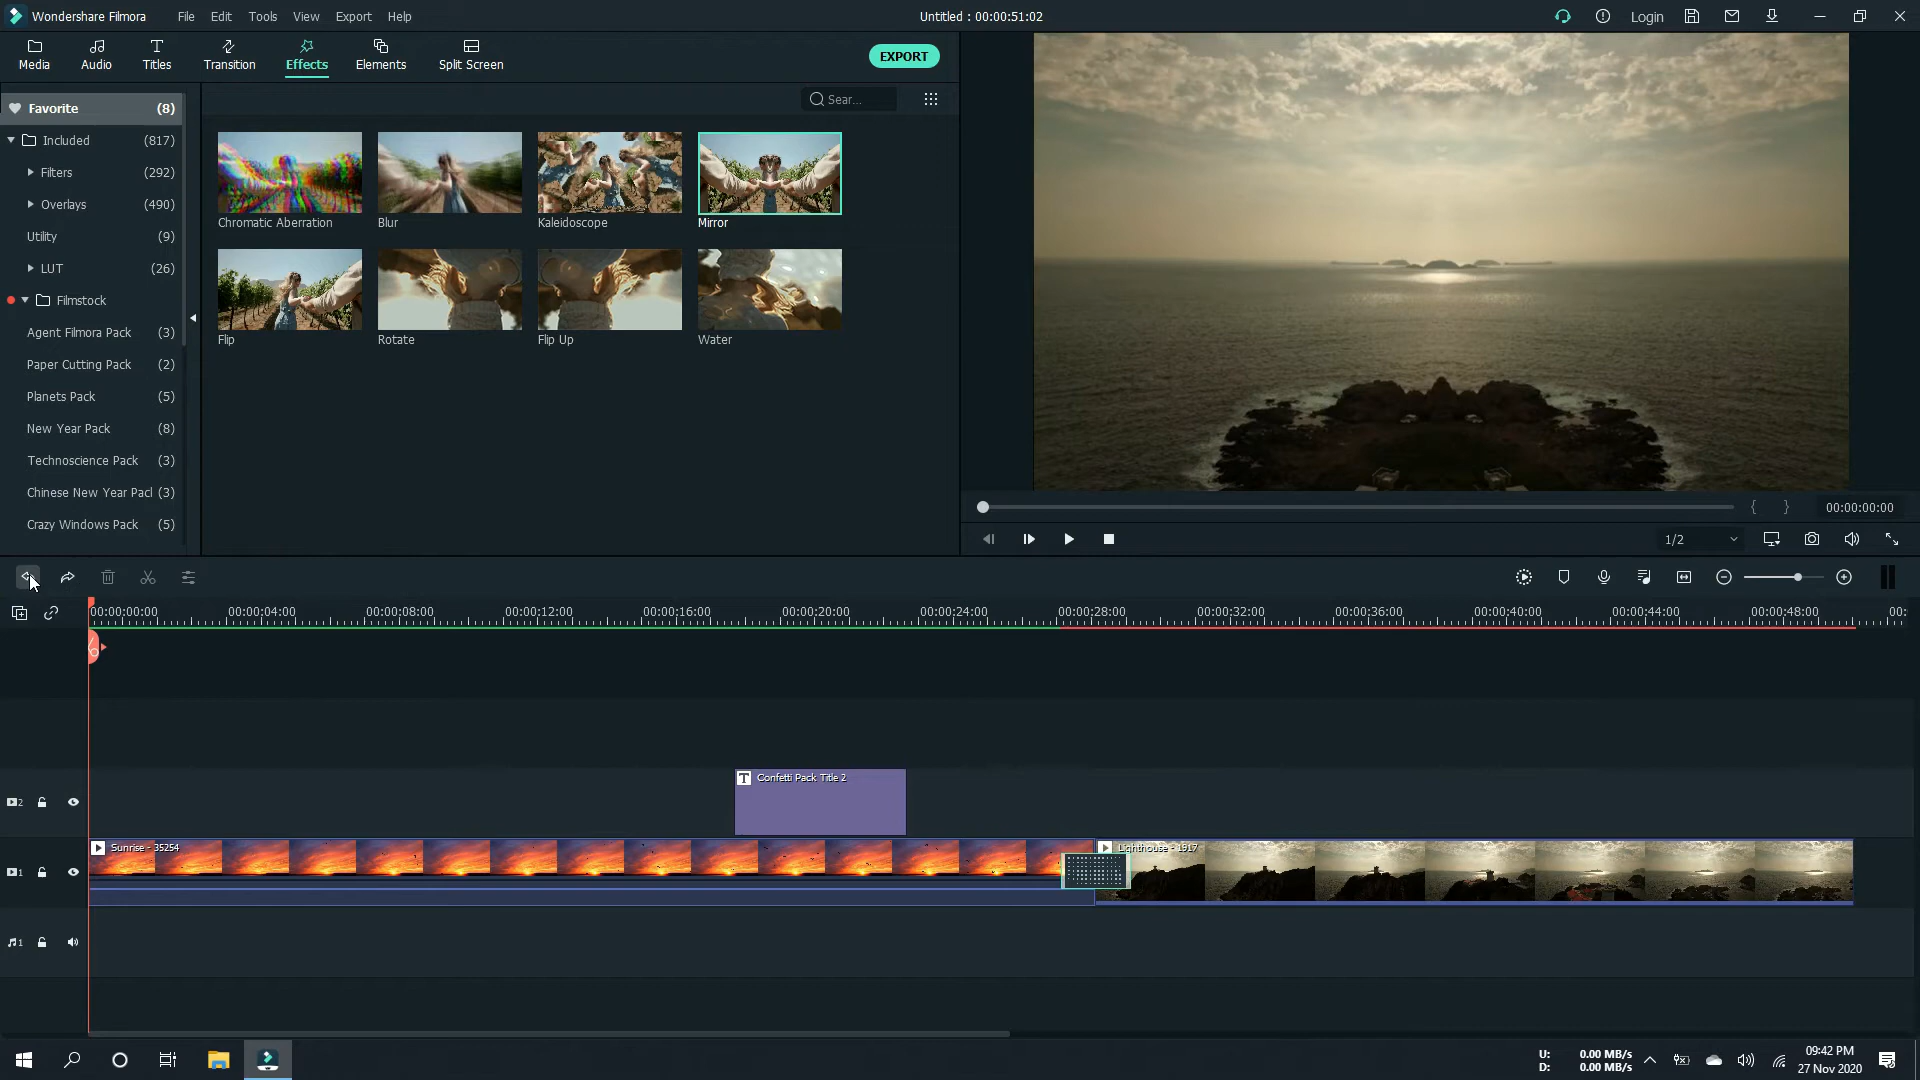 Wondershare Filmora File Edit Tools View Export Help Untitled : 00:00:51:02 Login
Media Audio Titles Transition Effects Elements Split Screen EXPORT
Favorite (8)
Included (817)
Filters (292)
Overlays (490)
Utility (9)
LUT (26)
Filmstock
Agent Filmora Pack (3)
Paper Cutting Pack (2)
Planets Pack (5)
New Year Pack (8)
Technoscience Pack (3)
Chinese New Year Pacl (3)
Crazy Windows Pack (5)
Sear...
Chromatic Aberration Blur Kaleidoscope Mirror
Flip Rotate Flip Up Water
{ } 00:00:00:00
1/2
00:00:00:00 00:00:04:00 00:00:08:00 00:00:12:00 00:00:16:00 00:00:20:00 00:00:24:00 00:00:28:00 00:00:32:00 00:00:36:00 00:00:40:00 00:00:44:00 00:00:48:00 00:
2 T Confetti Pack Title 2
1 Sunrise - 35254 Lighthouse - 1917
1
U: 0.00 MB/s
D: 0.00 MB/s
09:42 PM
27 Nov 2020